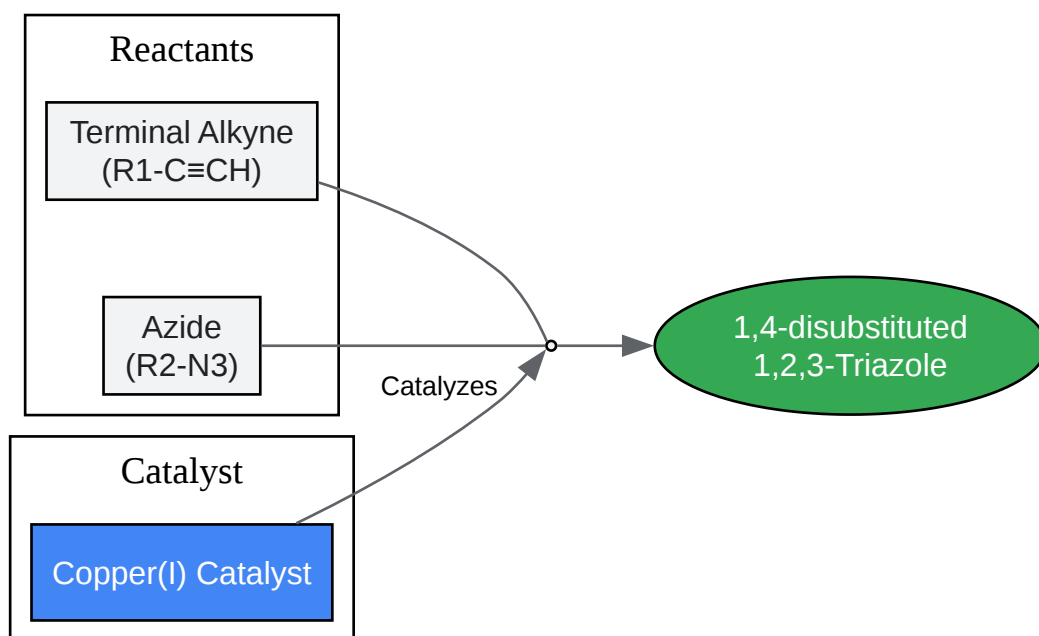 Reactants
Terminal Alkyne
(R1-C≡CH)
Azide
(R2-N3)
Catalyzes
1,4-disubstituted
1,2,3-Triazole
Catalyst
Copper(I) Catalyst